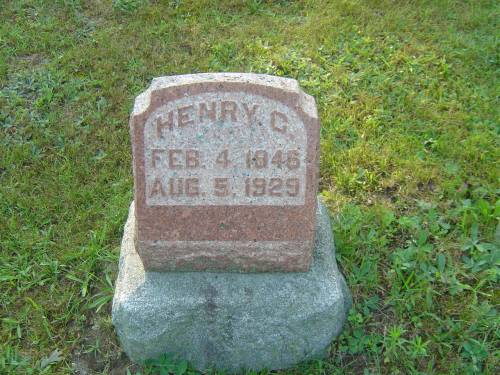 HENRY. C.
FEB. 4. 1846
AUG. 5. 1929